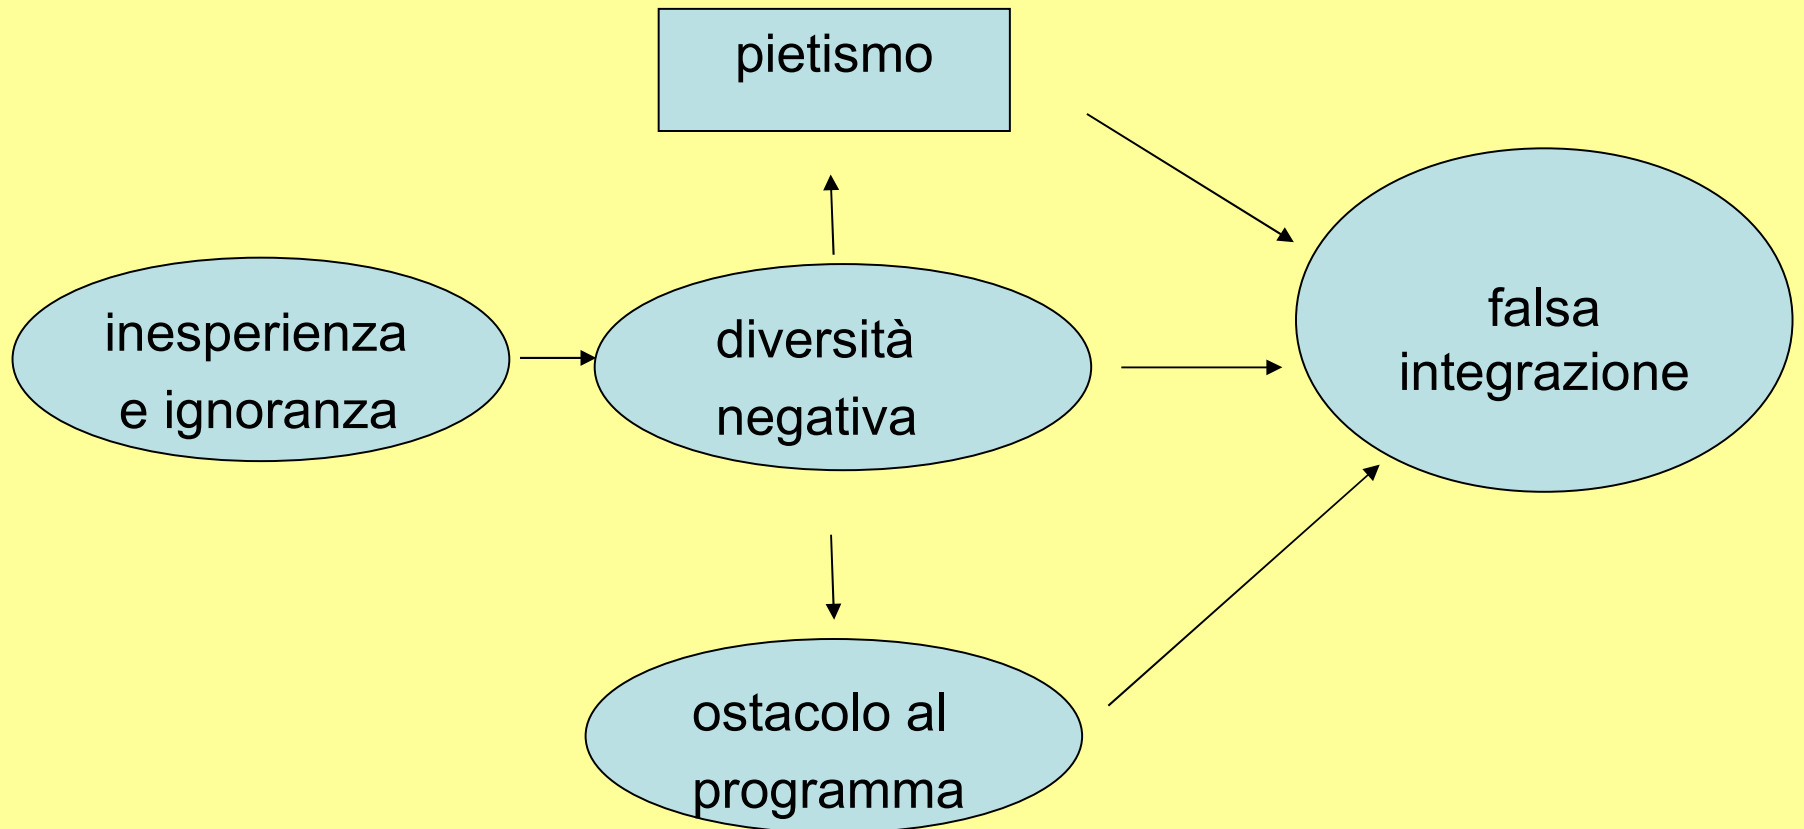 pietismo
inesperienza
e ignoranza
diversità
negativa
falsa
integrazione
ostacolo al
programma